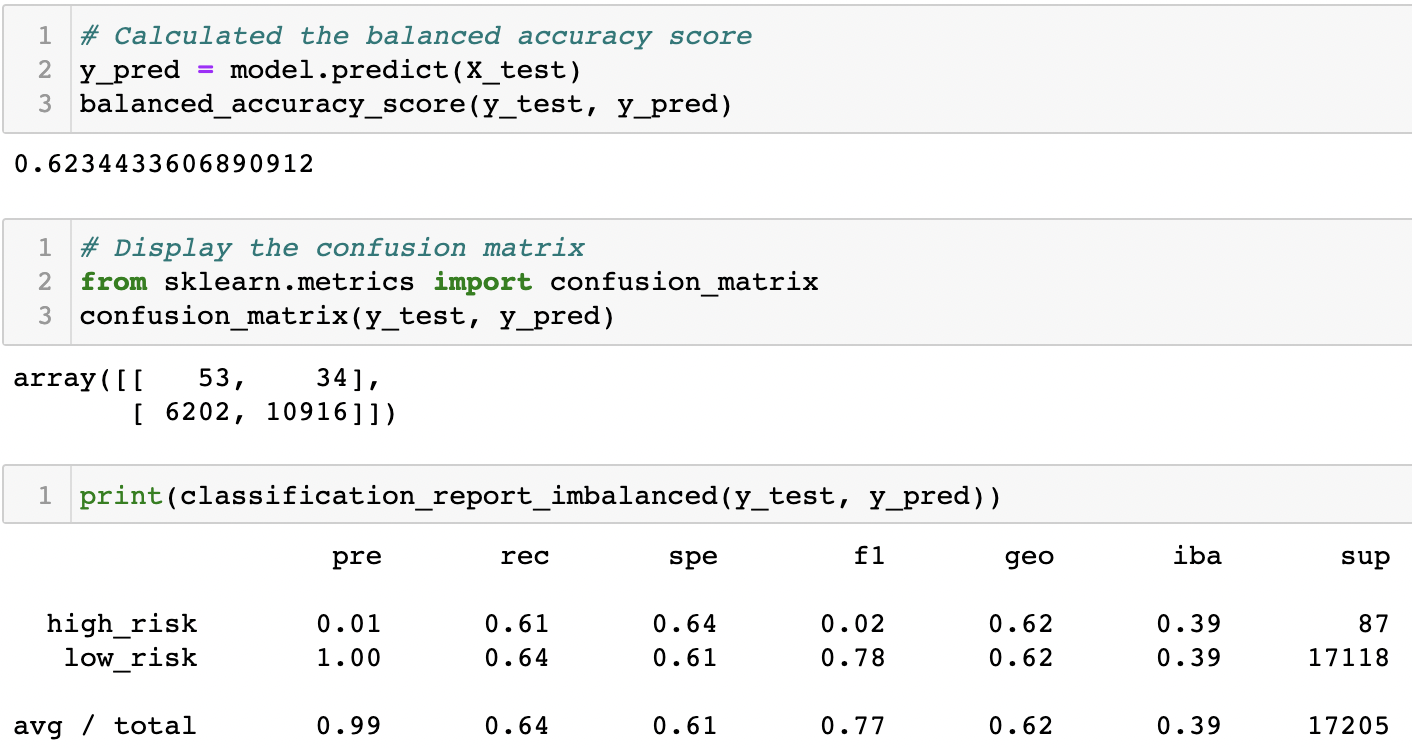 1 # Calculated the balanced accuracy score
2 y_pred = model.predict(X_test)
3 balanced_accuracy_score(y_test, y_pred)
0.6234433606890912
1 # Display the confusion matrix
2 from sklearn.metrics import confusion_matrix
3 confusion_matrix(y_test, y_pred)
array([[   53,    34],
       [ 6202, 10916]])
1 print(classification_report_imbalanced(y_test, y_pred))
pre rec spe f1 geo iba sup
high_risk 0.01 0.61 0.64 0.02 0.62 0.39 87
low_risk 1.00 0.64 0.61 0.78 0.62 0.39 17118
avg / total 0.99 0.64 0.61 0.77 0.62 0.39 17205